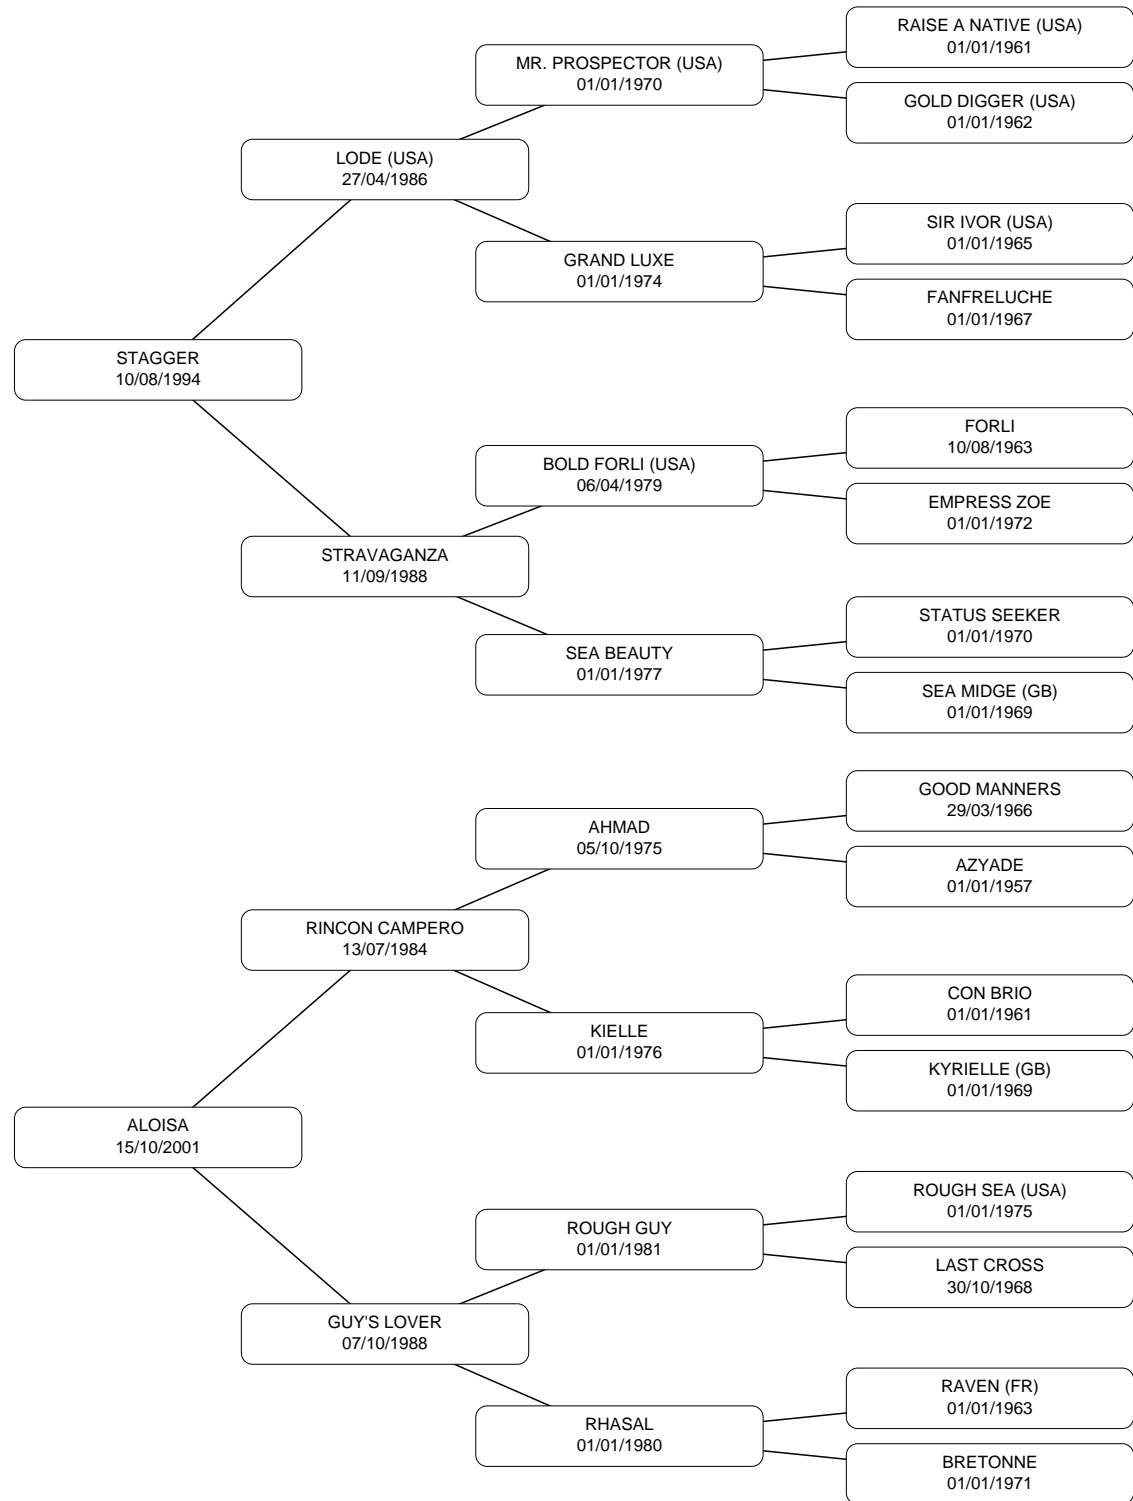 RAISE A NATIVE (USA)
01/01/1961
MR. PROSPECTOR (USA)
01/01/1970
GOLD DIGGER (USA)
01/01/1962
LODE (USA)
27/04/1986
SIR IVOR (USA)
01/01/1965
GRAND LUXE
01/01/1974
FANFRELUCHE
01/01/1967
STAGGER
10/08/1994
FORLI
10/08/1963
BOLD FORLI (USA)
06/04/1979
EMPRESS ZOE
01/01/1972
STRAVAGANZA
11/09/1988
STATUS SEEKER
01/01/1970
SEA BEAUTY
01/01/1977
SEA MIDGE (GB)
01/01/1969
GOOD MANNERS
29/03/1966
AHMAD
05/10/1975
AZYADE
01/01/1957
RINCON CAMPERO
13/07/1984
CON BRIO
01/01/1961
KIELLE
01/01/1976
KYRIELLE (GB)
01/01/1969
ALOISA
15/10/2001
ROUGH SEA (USA)
01/01/1975
ROUGH GUY
01/01/1981
LAST CROSS
30/10/1968
GUY'S LOVER
07/10/1988
RAVEN (FR)
01/01/1963
RHASAL
01/01/1980
BRETONNE
01/01/1971